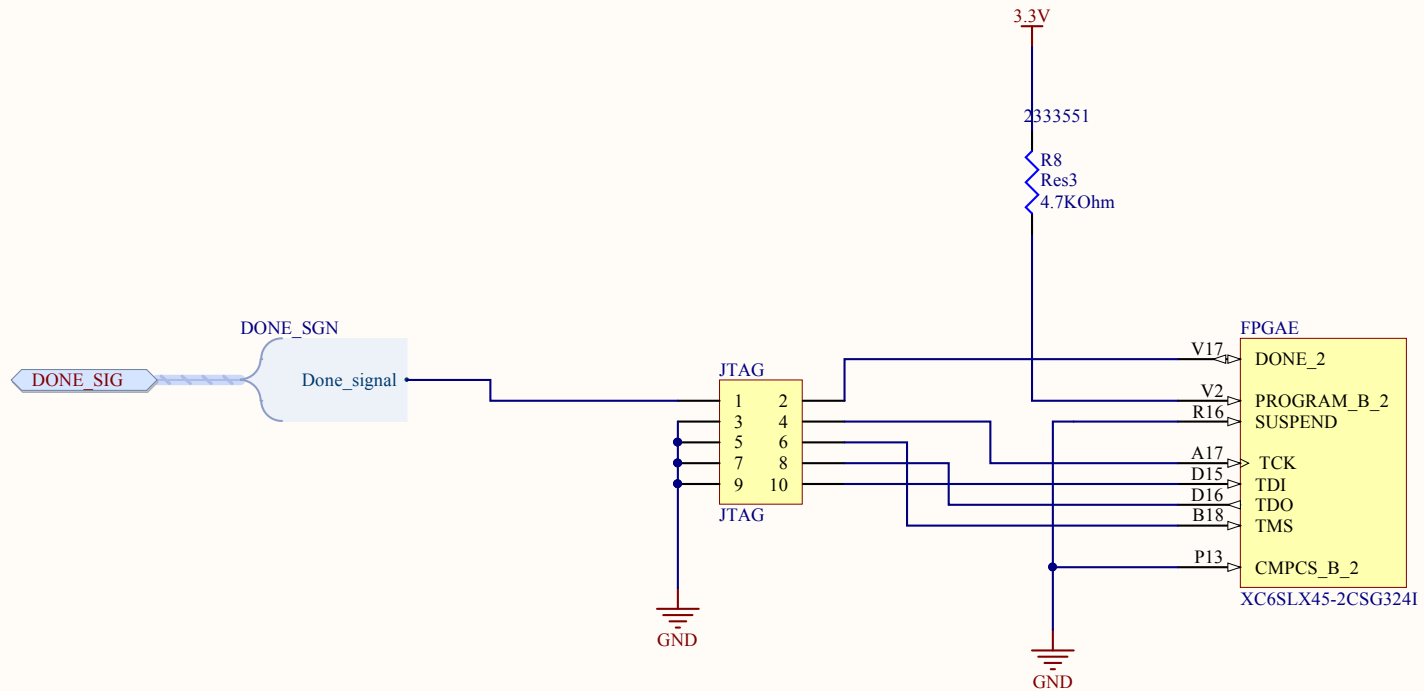 3.3V
2333551
R8
Res3
4.7KOhm
DONE_SGN
DONE_SIG
Done_signal
JTAG
1 2
3 4
5 6
7 8
9 10
JTAG
GND
FPGAE
V17 DONE_2
V2 PROGRAM_B_2
R16 SUSPEND
A17 TCK
D15 TDI
D16 TDO
B18 TMS
P13 CMPCS_B_2
XC6SLX45-2CSG324I
GND